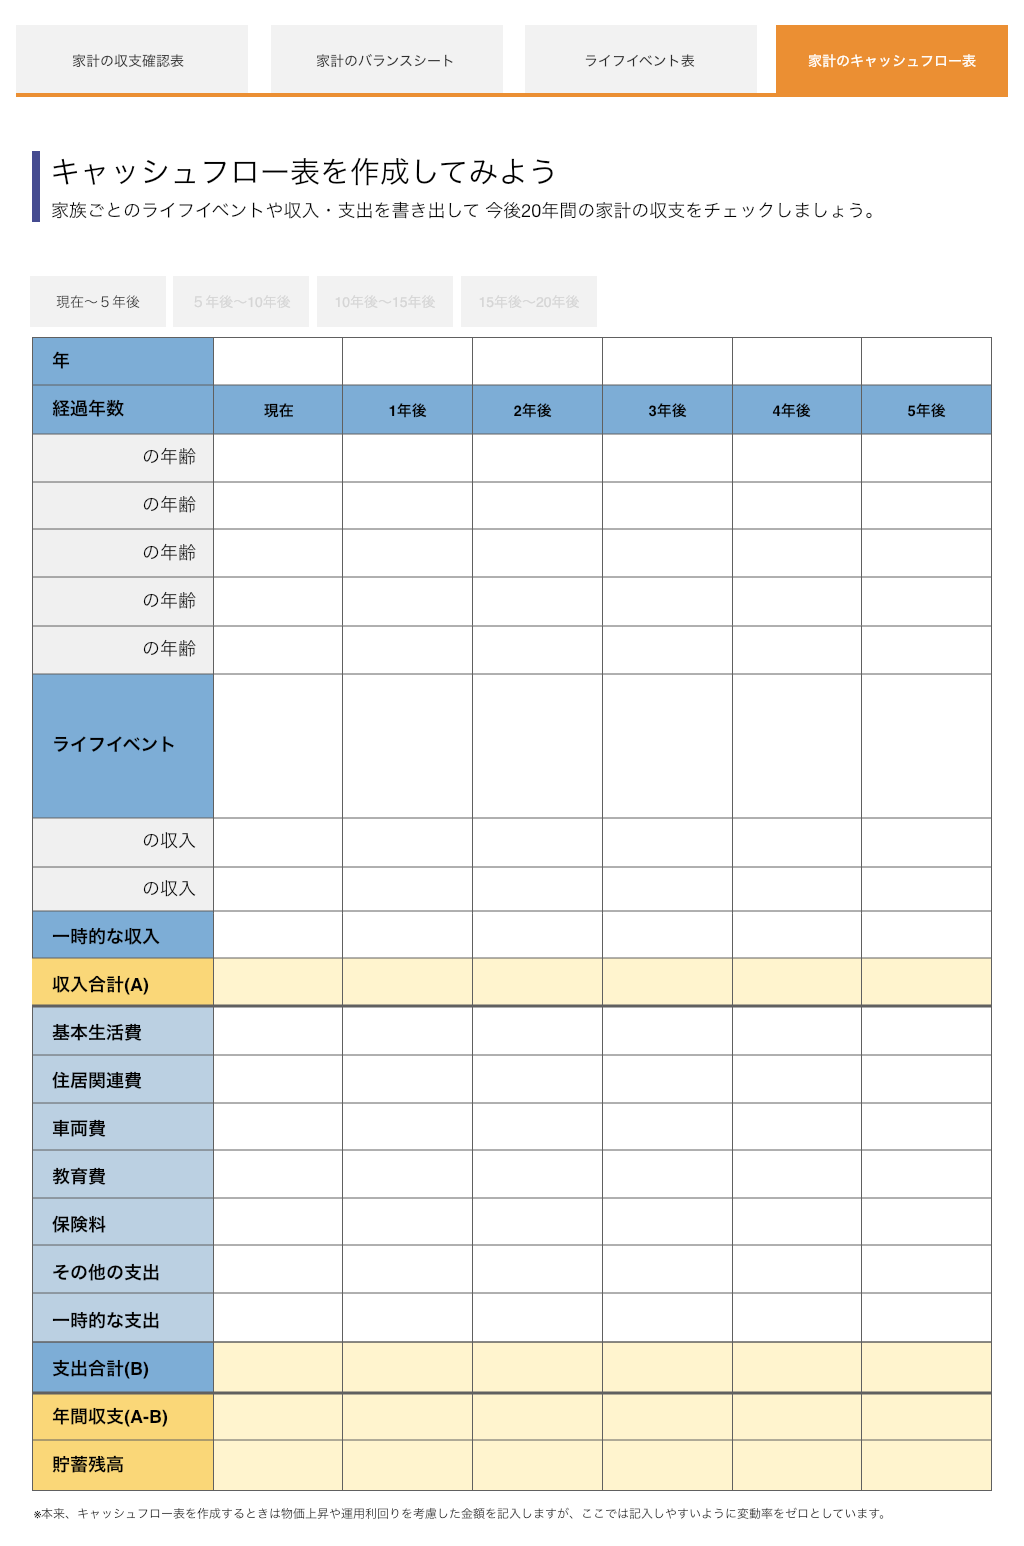 家計の収支確認表
家計のバランスシート
ライフイベント表
家計のキャッシュフロー表
キャッシュフロー表を作成してみよう
家族ごとのライフイベントや収入・支出を書き出して 今後20年間の家計の収支をチェックしましょう。
現在〜５年後
５年後〜10年後
10年後〜15年後
15年後〜20年後
年
経過年数 現在 1年後 2年後 3年後 4年後 5年後
の年齢
の年齢
の年齢
の年齢
の年齢
ライフイベント
の収入
の収入
一時的な収入
収入合計(A)
基本生活費
住居関連費
車両費
教育費
保険料
その他の支出
一時的な支出
支出合計(B)
年間収支(A-B)
貯蓄残高
※本来、キャッシュフロー表を作成するときは物価上昇や運用利回りを考慮した金額を記入しますが、ここでは記入しやすいように変動率をゼロとしています。